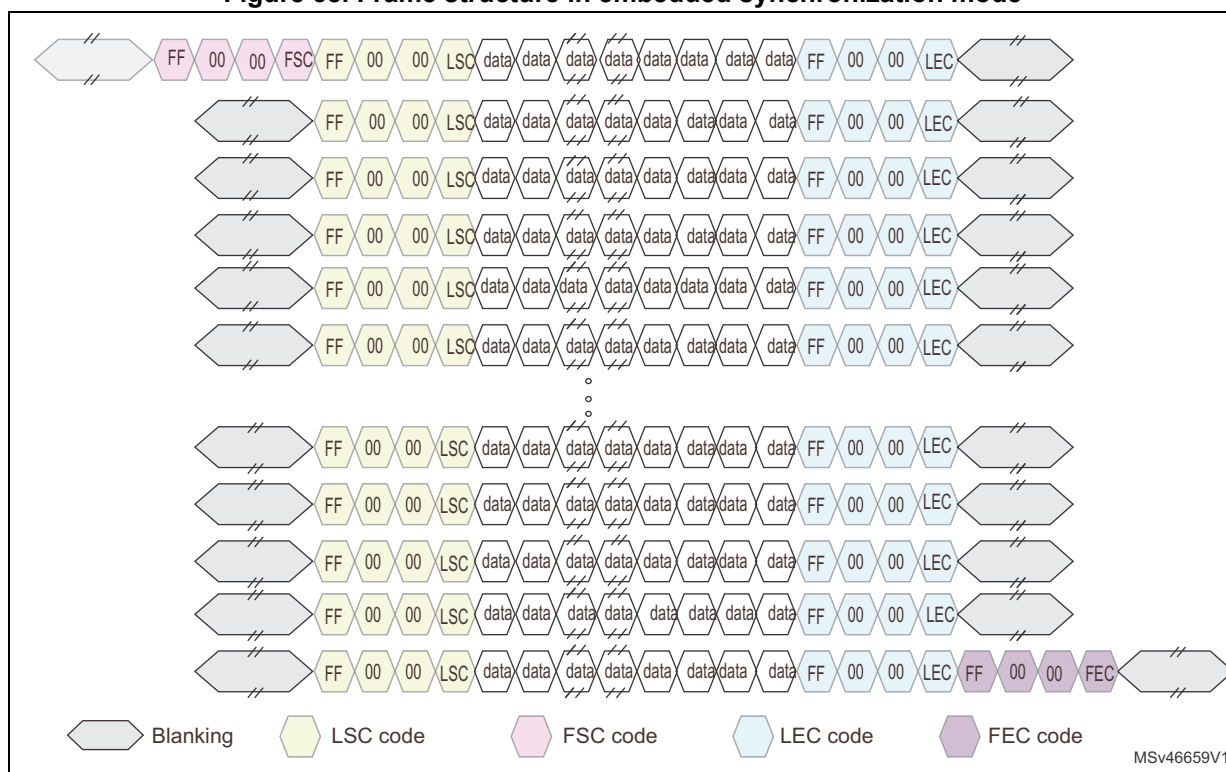 FF 00 00 FSC FF 00 00 LSC data data data data data data data data FF 00 00 LEC
FF 00 00 LSC data data data data data data data data FF 00 00 LEC
FF 00 00 LSC data data data data data data data data FF 00 00 LEC
FF 00 00 LSC data data data data data data data data FF 00 00 LEC
FF 00 00 LSC data data data data data data data data FF 00 00 LEC
FF 00 00 LSC data data data data data data data data FF 00 00 LEC
FF 00 00 LSC data data data data data data data data FF 00 00 LEC
FF 00 00 LSC data data data data data data data data FF 00 00 LEC
FF 00 00 LSC data data data data data data data data FF 00 00 LEC
FF 00 00 LSC data data data data data data data data FF 00 00 LEC
FF 00 00 LSC data data data data data data data data FF 00 00 LEC FF 00 00 FEC
Blanking LSC code FSC code LEC code FEC code
MSv46659V1